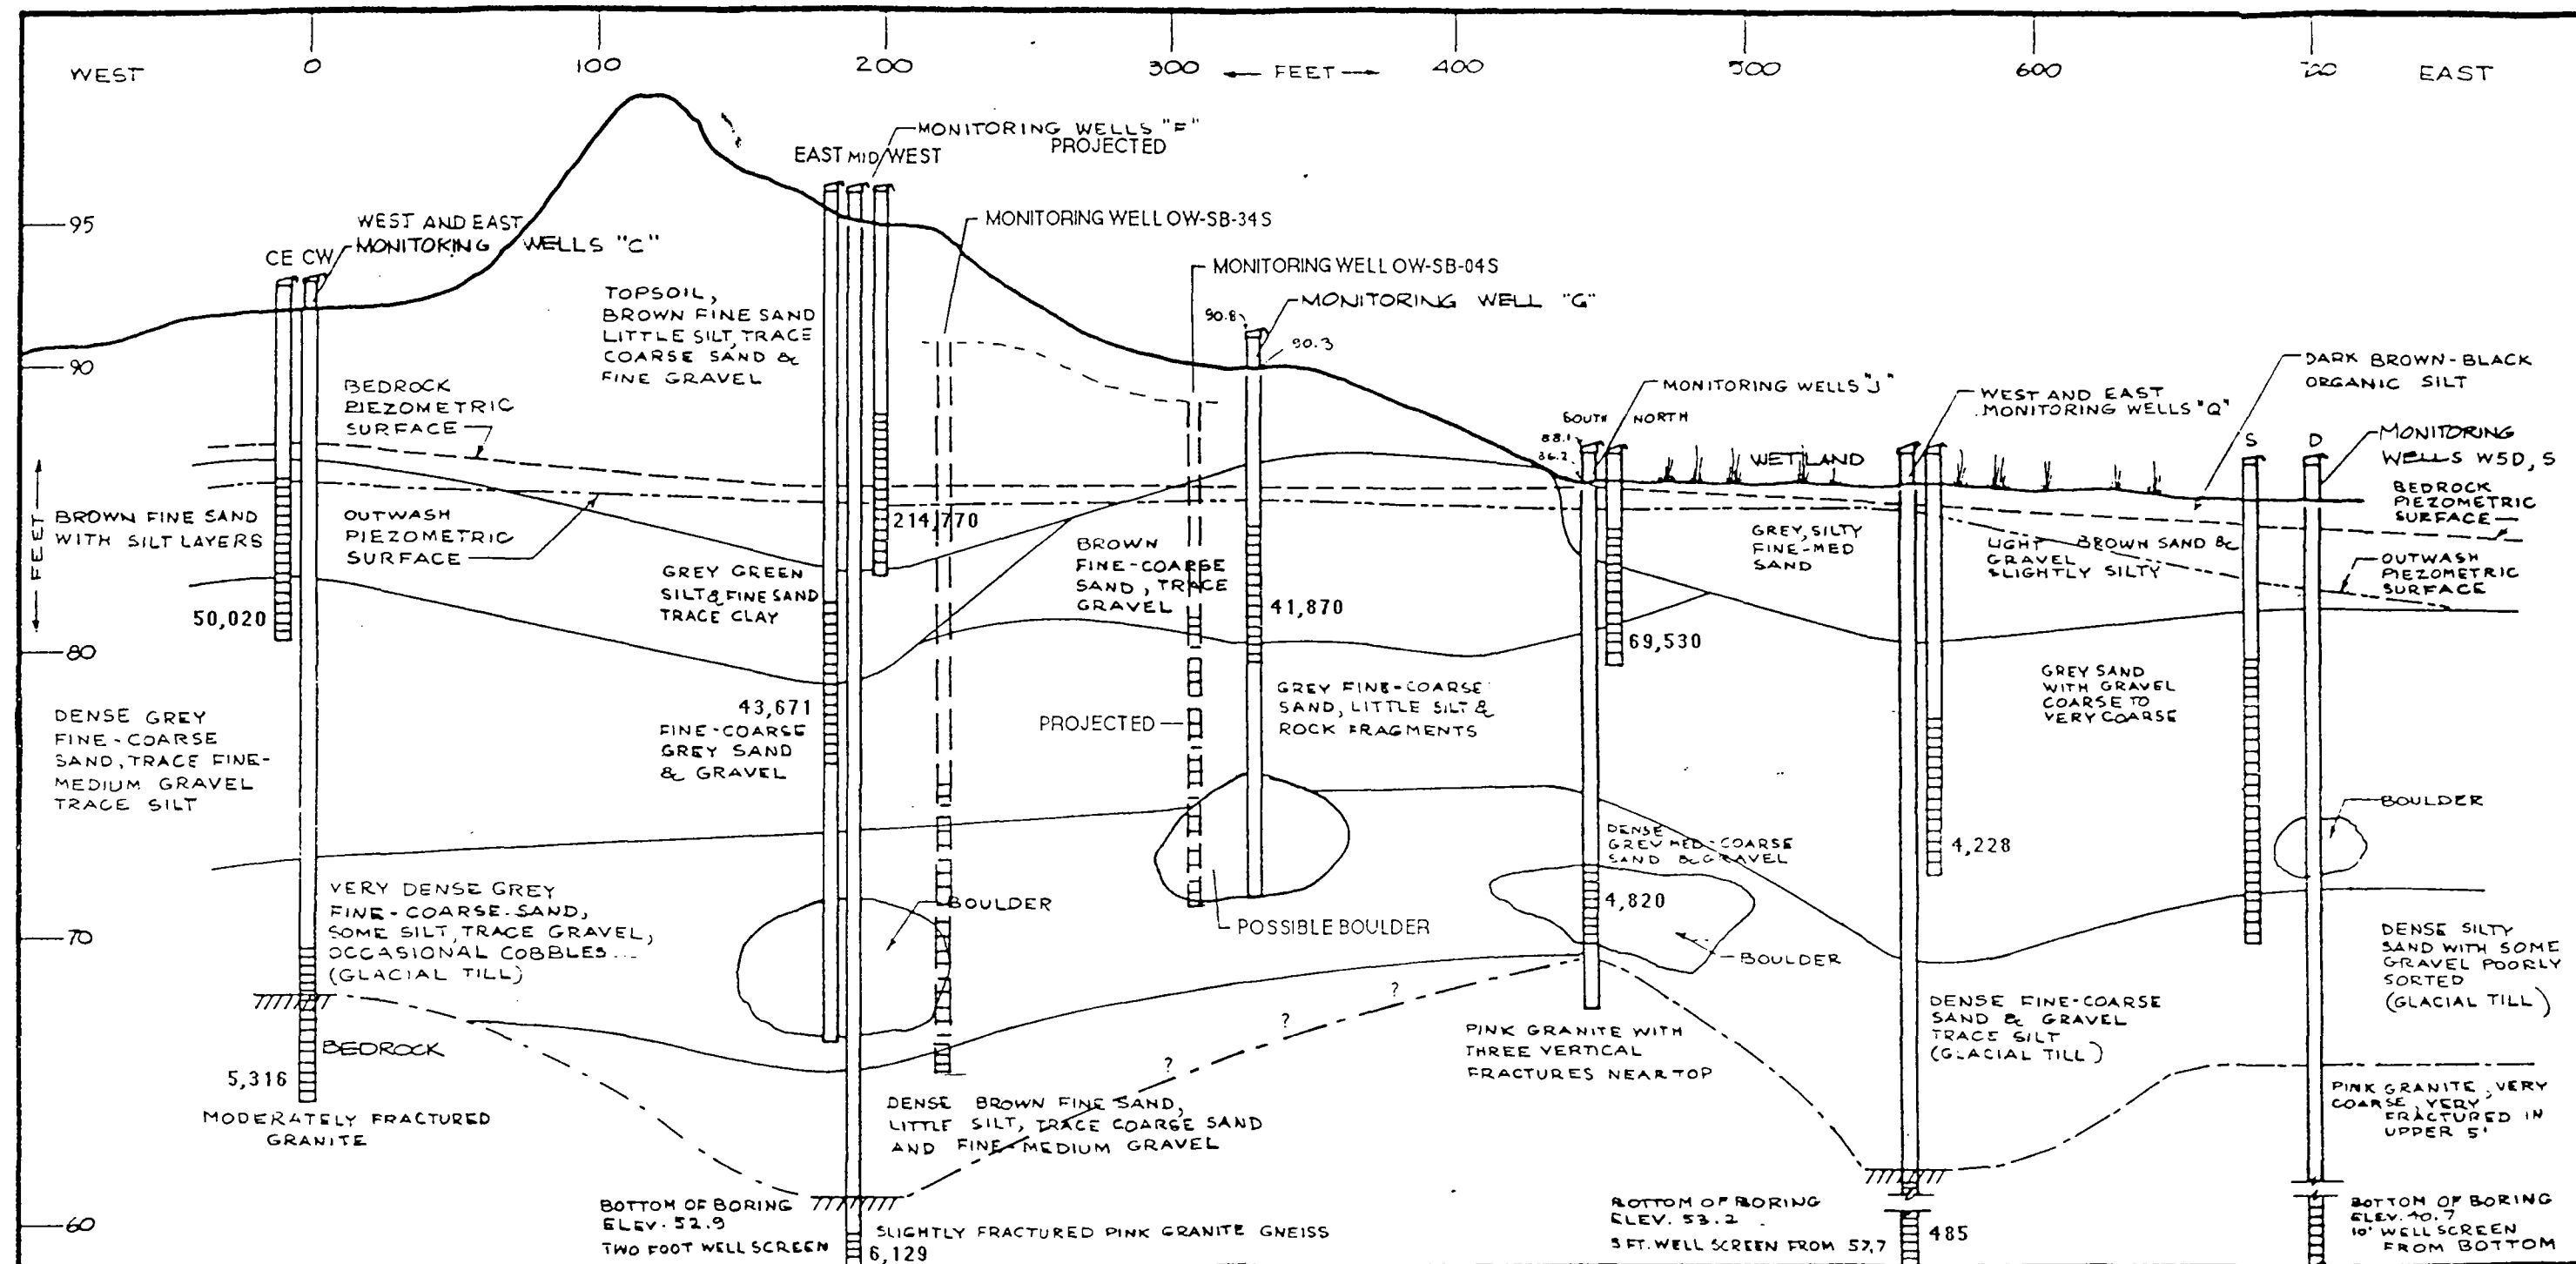 WEST
0
100
200
300
← FEET →
400
500
600
EAST
MONITORING WELLS "F"
PROJECTED
EAST MID WEST
95
WEST AND EAST
MONITORING WELLS "C"
CE CW
MONITORING WELL OW-SB-34S
MONITORING WELL OW-SB-04S
MONITORING WELL "G"
90.8
90.3
TOPSOIL,
BROWN FINE SAND
LITTLE SILT, TRACE
COARSE SAND &
FINE GRAVEL
90
BEDROCK
PIEZOMETRIC
SURFACE
OUTWASH
PIEZOMETRIC
SURFACE
MONITORING WELLS "J"
SOUTH NORTH
88.1
86.2
WETLAND
WEST AND EAST
MONITORING WELLS "Q"
DARK BROWN-BLACK
ORGANIC SILT
S D
MONITORING
WELLS W5D, S
BEDROCK
PIEZOMETRIC
SURFACE
OUTWASH
PIEZOMETRIC
SURFACE
FEET
BROWN FINE SAND
WITH SILT LAYERS
50,020
214,770
GREY GREEN
SILT & FINE SAND
TRACE CLAY
BROWN
FINE-COARSE
SAND, TRACE
GRAVEL
41,870
69,530
GREY, SILTY
FINE-MED
SAND
LIGHT BROWN SAND &
GRAVEL
SLIGHTLY SILTY
80
DENSE GREY
FINE-COARSE
SAND, TRACE FINE-
MEDIUM GRAVEL
TRACE SILT
43,671
FINE-COARSE
GREY SAND
& GRAVEL
PROJECTED
GREY FINE-COARSE
SAND, LITTLE SILT &
ROCK FRAGMENTS
GREY SAND
WITH GRAVEL
COARSE TO
VERY COARSE
BOULDER
DENSE
GREY MED-COARSE
SAND & GRAVEL
4,820
4,228
VERY DENSE GREY
FINE-COARSE SAND,
SOME SILT, TRACE GRAVEL,
OCCASIONAL COBBLES...
(GLACIAL TILL)
BOULDER
POSSIBLE BOULDER
BOULDER
70
DENSE SILTY
SAND WITH SOME
GRAVEL POORLY
SORTED
(GLACIAL TILL)
BEDROCK
5,316
MODERATELY FRACTURED
GRANITE
? ? ?
PINK GRANITE WITH
THREE VERTICAL
FRACTURES NEAR TOP
DENSE FINE-COARSE
SAND & GRAVEL
TRACE SILT
(GLACIAL TILL)
DENSE BROWN FINE SAND,
LITTLE SILT, TRACE COARSE SAND
AND FINE-MEDIUM GRAVEL
PINK GRANITE, VERY
COARSE, VERY
FRACTURED IN
UPPER 5'
60
BOTTOM OF BORING
ELEV. 52.9
TWO FOOT WELL SCREEN
SLIGHTLY FRACTURED PINK GRANITE GNEISS
6,129
BOTTOM OF BORING
ELEV. 53.2
5 FT. WELL SCREEN FROM 57.7
485
BOTTOM OF BORING
ELEV. 40.7
10' WELL SCREEN
FROM BOTTOM